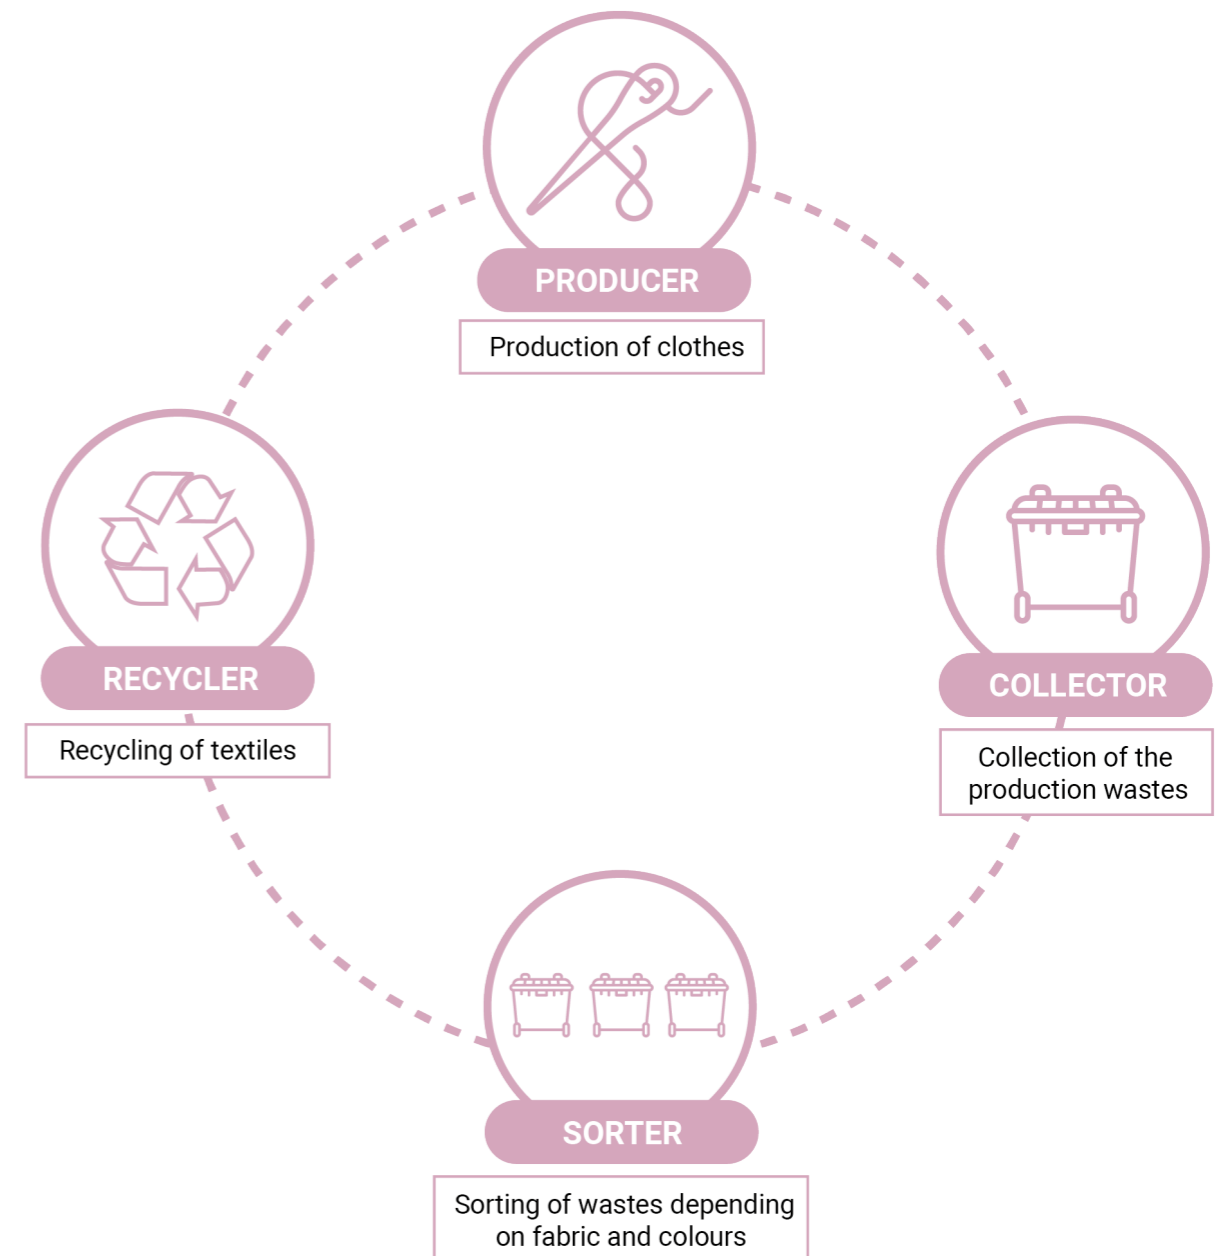 PRODUCER
Production of clothes
RECYCLER
Recycling of textiles
COLLECTOR
Collection of the
production wastes
SORTER
Sorting of wastes depending
on fabric and colours